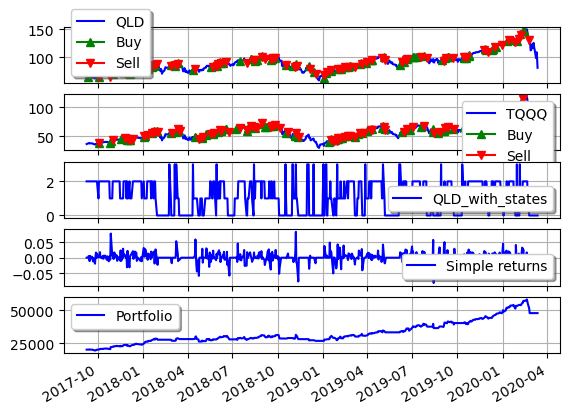 150
QLD
Buy
Sell
100
100
50
TQQQ
Buy
Sell
2
0
QLD_with_states
0.05
0.00
−0.05
Simple returns
50000
25000
Portfolio
2017-10
2018-01
2018-04
2018-07
2018-10
2019-01
2019-04
2019-07
2019-10
2020-01
2020-04